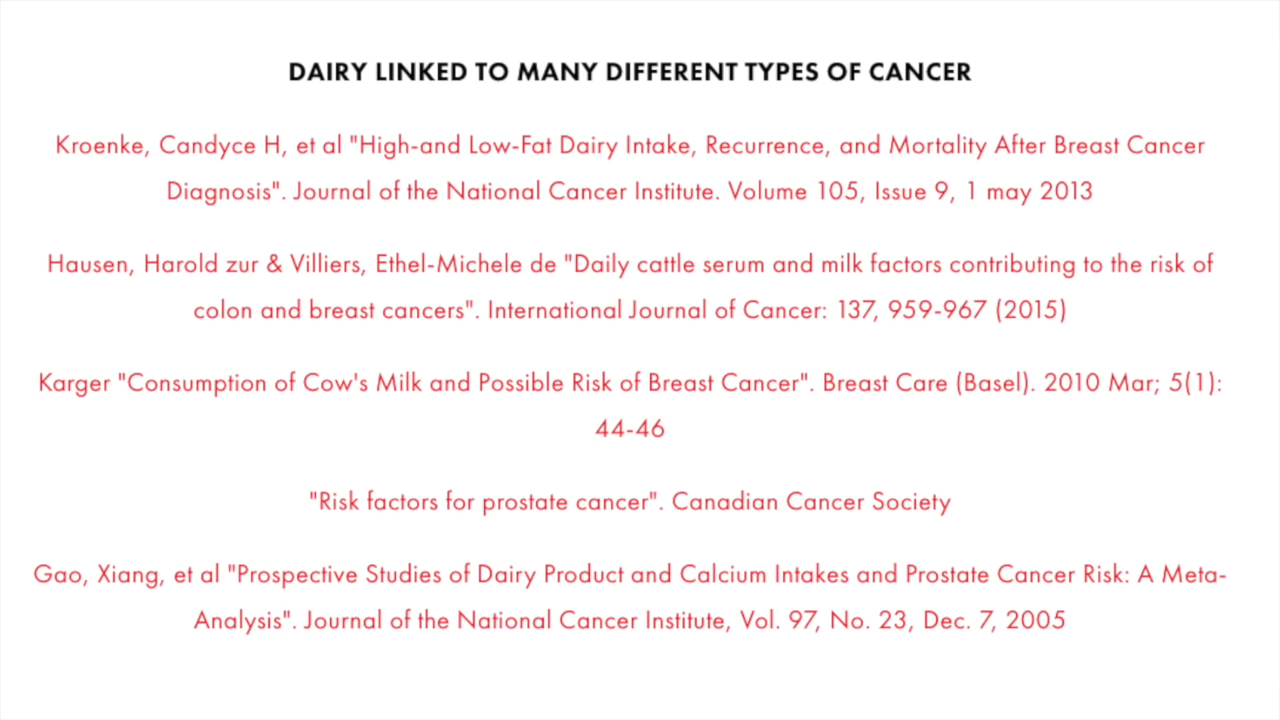 DAIRY LINKED TO MANY DIFFERENT TYPES OF CANCER
Kroenke, Candyce H, et al "High-and Low-Fat Dairy Intake, Recurrence, and Mortality After Breast Cancer
Diagnosis". Journal of the National Cancer Institute. Volume 105, Issue 9, 1 may 2013
Hausen, Harold zur & Villiers, Ethel-Michele de "Daily cattle serum and milk factors contributing to the risk of
colon and breast cancers". International Journal of Cancer: 137, 959-967 (2015)
Karger "Consumption of Cow's Milk and Possible Risk of Breast Cancer". Breast Care (Basel). 2010 Mar; 5(1):
44-46
"Risk factors for prostate cancer". Canadian Cancer Society
Gao, Xiang, et al "Prospective Studies of Dairy Product and Calcium Intakes and Prostate Cancer Risk: A Meta-
Analysis". Journal of the National Cancer Institute, Vol. 97, No. 23, Dec. 7, 2005